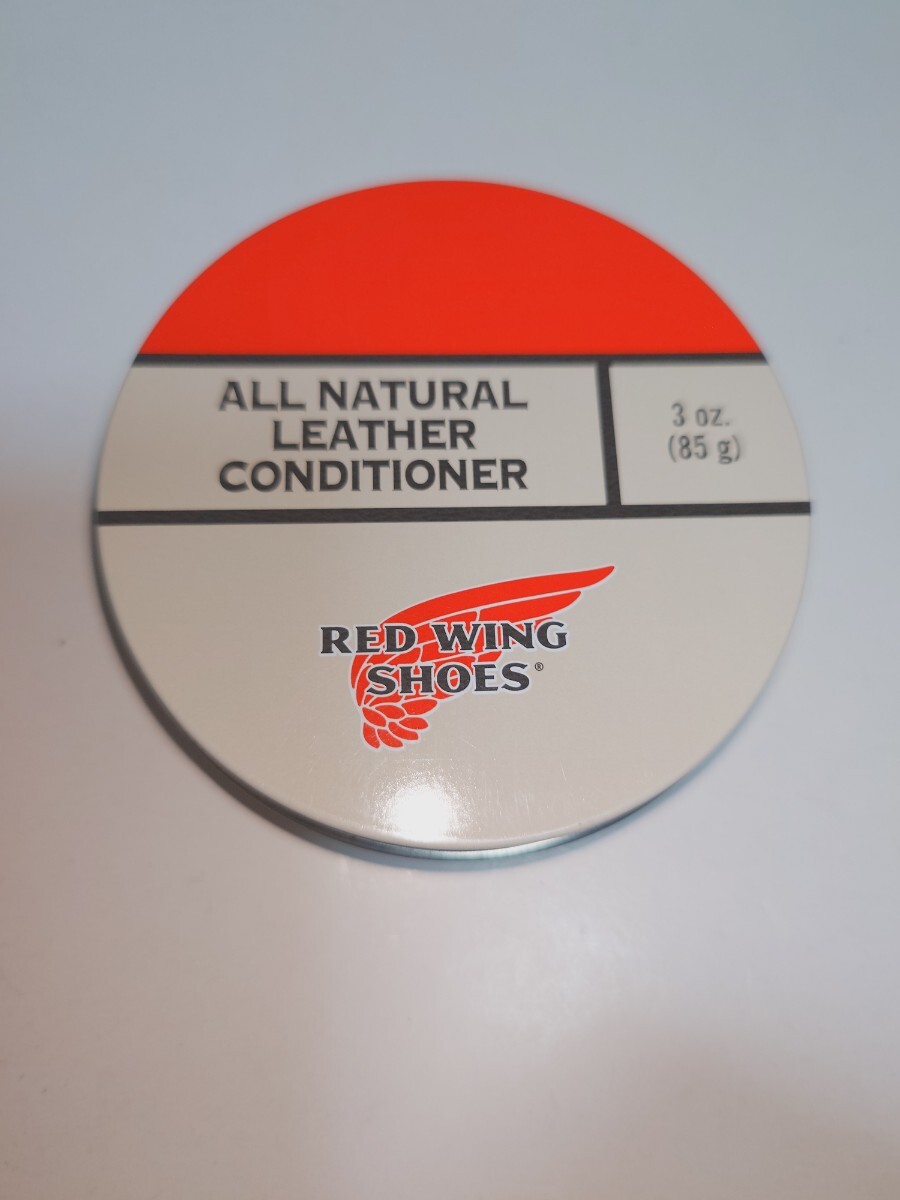 ALL NATURAL
LEATHER
CONDITIONER
3 oz.
(85 g)
RED WING
SHOES®